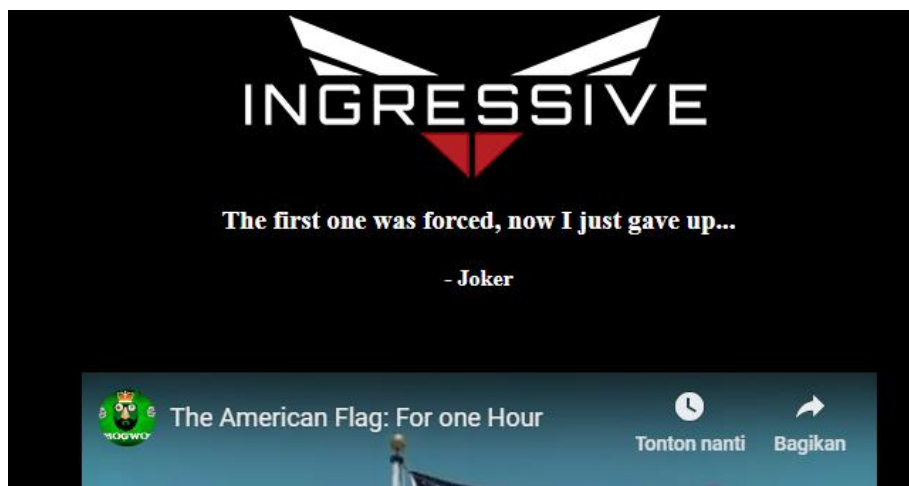 INGRESSIVE
The first one was forced, now I just gave up...
- Joker
The American Flag: For one Hour
Tonton nanti
Bagikan